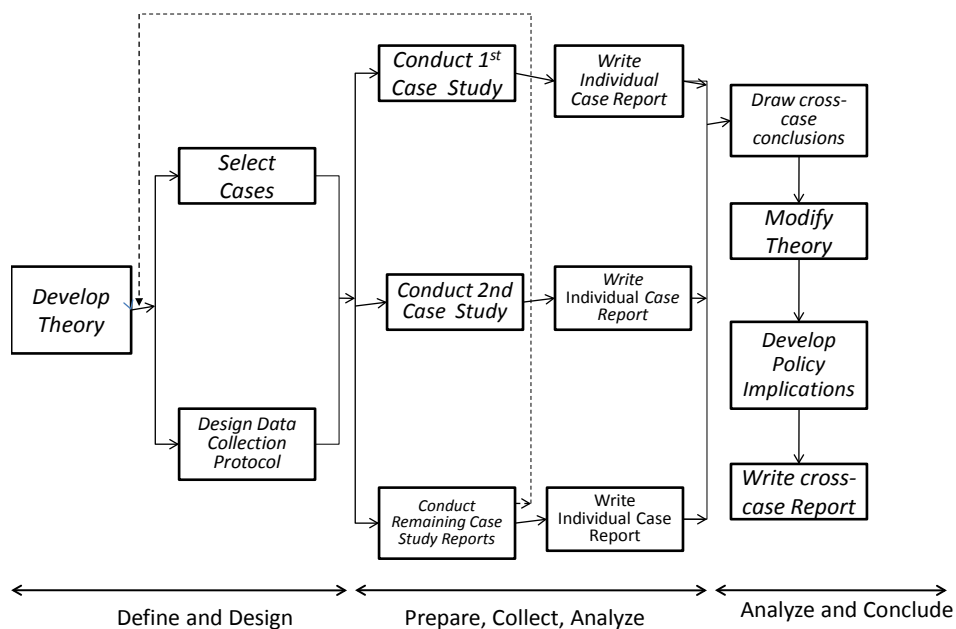 Develop
Theory
Select
Cases
Design Data
Collection
Protocol
Conduct 1st
Case Study
Write
Individual
Case Report
Conduct 2nd
Case Study
Write
Individual Case
Report
Conduct
Remaining Case
Study Reports
Write
Individual Case
Report
Draw cross-
case
conclusions
Modify
Theory
Develop
Policy
Implications
Write cross-
case Report
Define and Design
Prepare, Collect, Analyze
Analyze and Conclude